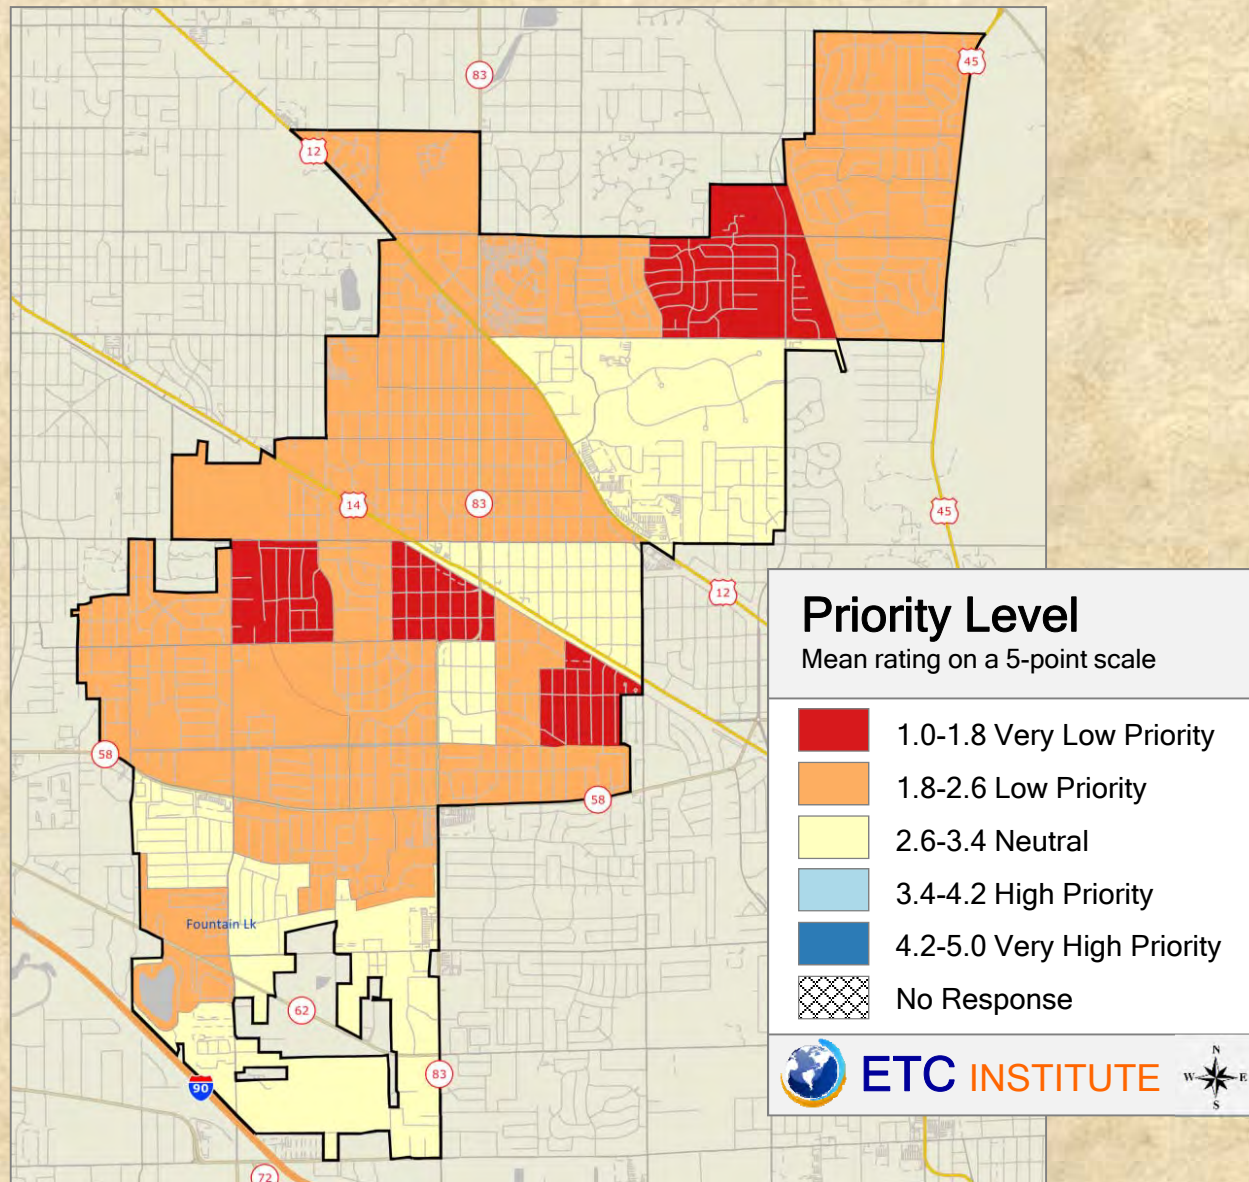 83
45
12
14
83
45
12
58
58
Fountain Lk
62
83
90
72
Priority Level
Mean rating on a 5-point scale
1.0-1.8 Very Low Priority
1.8-2.6 Low Priority
2.6-3.4 Neutral
3.4-4.2 High Priority
4.2-5.0 Very High Priority
No Response
ETC INSTITUTE
N
W E
S